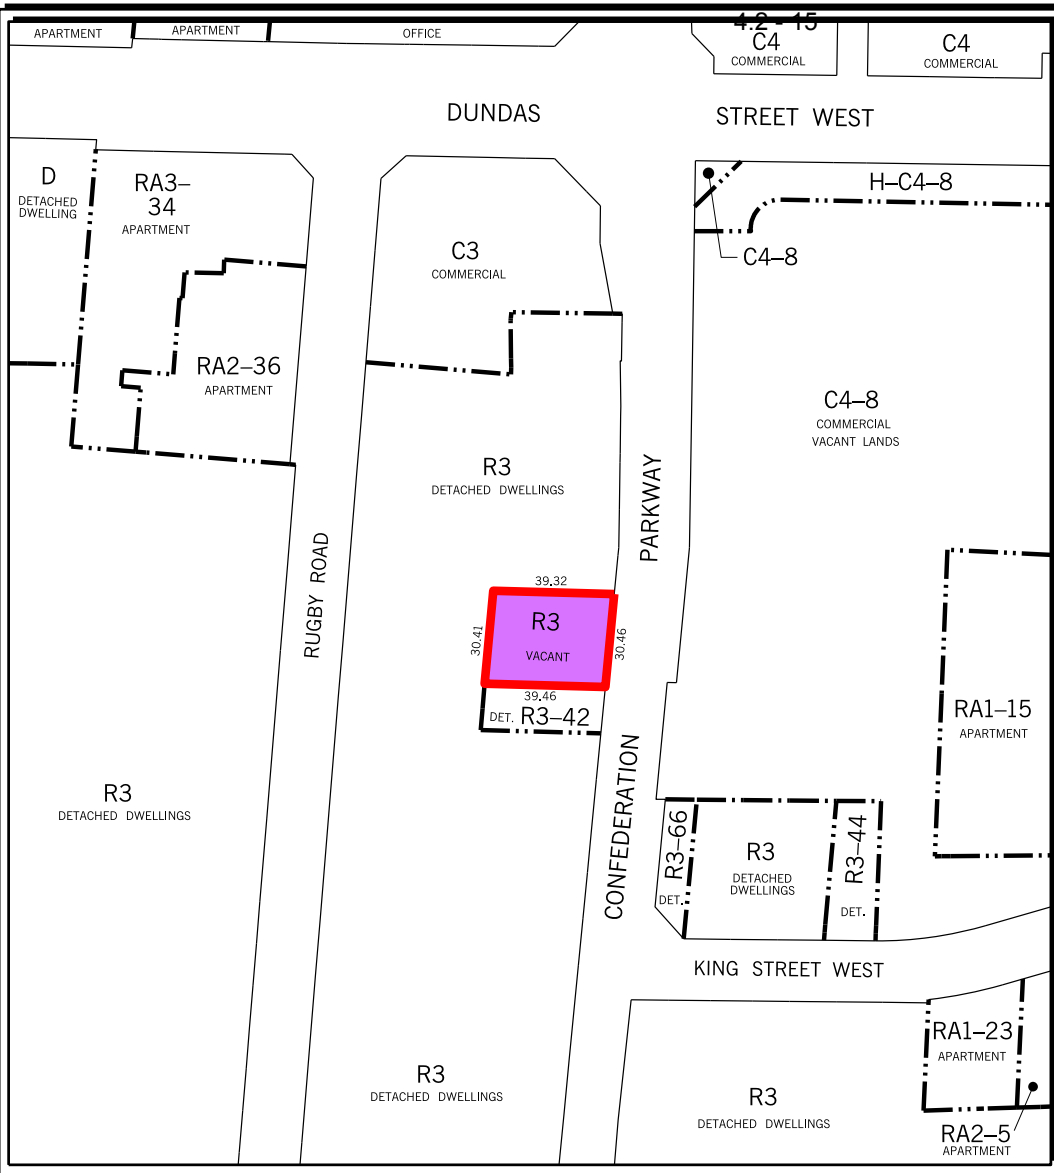 APARTMENT
APARTMENT
OFFICE
4.2 - 15
C4
COMMERCIAL
C4
COMMERCIAL
DUNDAS STREET WEST
D
DETACHED
DWELLING
RA3–
34
APARTMENT
H–C4–8
C4–8
C3
COMMERCIAL
RA2–36
APARTMENT
C4–8
COMMERCIAL
VACANT LANDS
R3
DETACHED DWELLINGS
PARKWAY
RUGBY ROAD
39.32
30.41
R3
VACANT
30.46
39.46
DET. R3–42
CONFEDERATION
RA1–15
APARTMENT
R3
DETACHED DWELLINGS
R3–66
DET.
R3
DETACHED
DWELLINGS
R3–44
DET.
KING STREET WEST
RA1–23
APARTMENT
R3
DETACHED DWELLINGS
R3
DETACHED DWELLINGS
RA2–5
APARTMENT